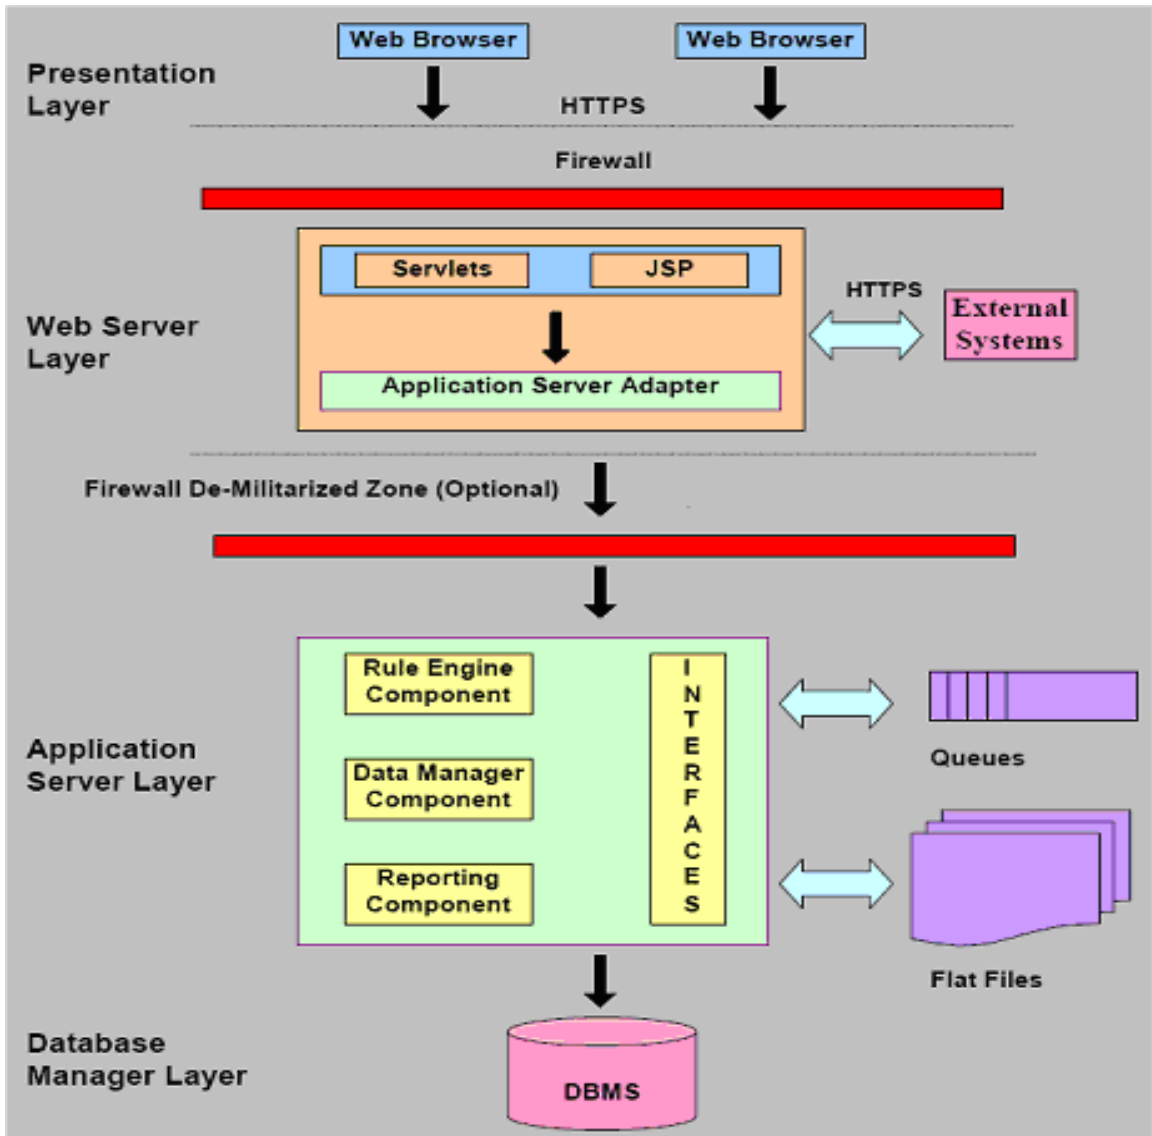 Web Browser
Web Browser
Presentation
Layer
HTTPS
Firewall
Servlets
JSP
Web Server
Layer
HTTPS
External
Systems
Application Server Adapter
Firewall De-Militarized Zone (Optional)
Application
Server Layer
Rule Engine
Component
Data Manager
Component
Reporting
Component
I
N
T
E
R
F
A
C
E
S
Queues
Flat Files
Database
Manager Layer
DBMS